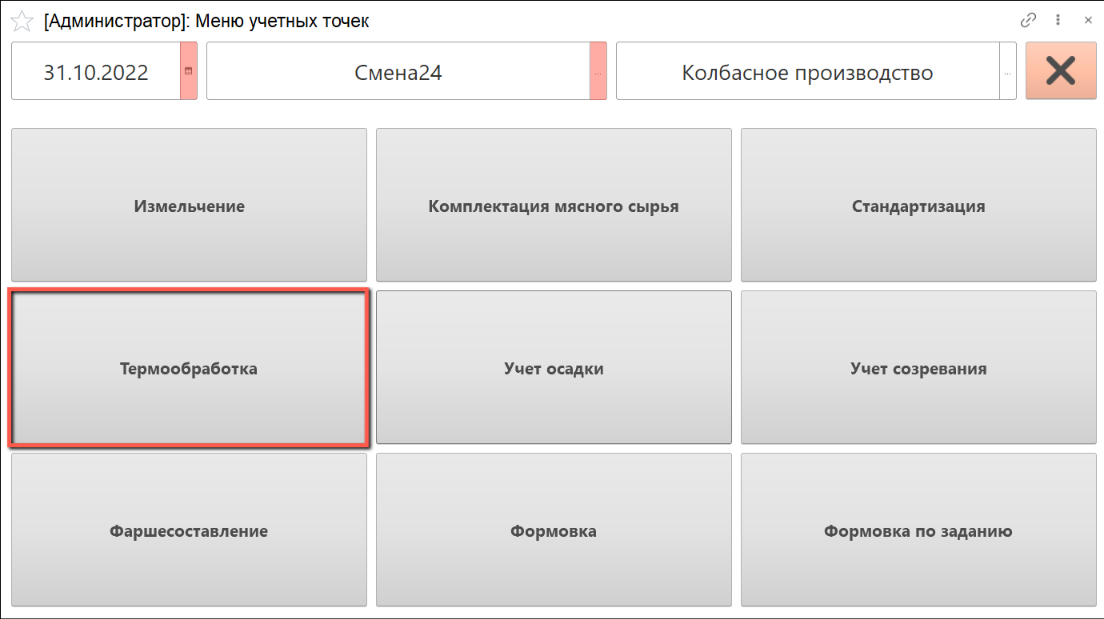 [Администратор]: Меню учетных точек
31.10.2022 Смена24 Колбасное производство
Измельчение Комплектация мясного сырья Стандартизация
Термообработка Учет осадки Учет созревания
Фаршесоставление Формовка Формовка по заданию